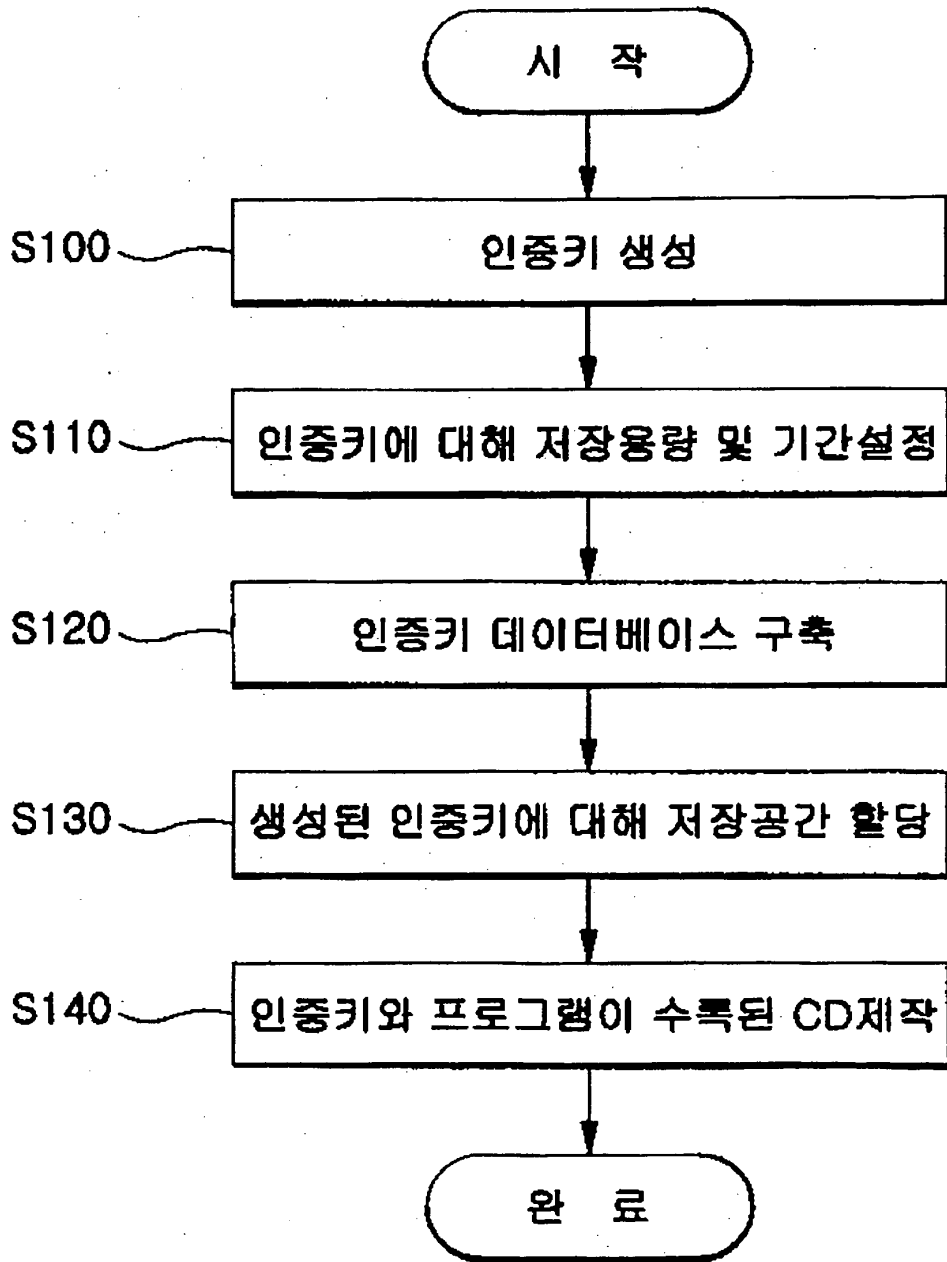 시 작
S100 인증키 생성
S110 인증키에 대해 저장용량 및 기간설정
S120 인증키 데이터베이스 구축
S130 생성된 인증키에 대해 저장공간 할당
S140 인증키와 프로그램이 수록된 CD제작
완 료